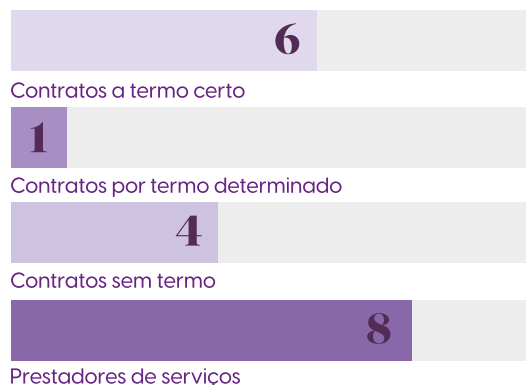 6
Contratos a termo certo
1
Contratos por termo determinado
4
Contratos sem termo
8
Prestadores de serviços